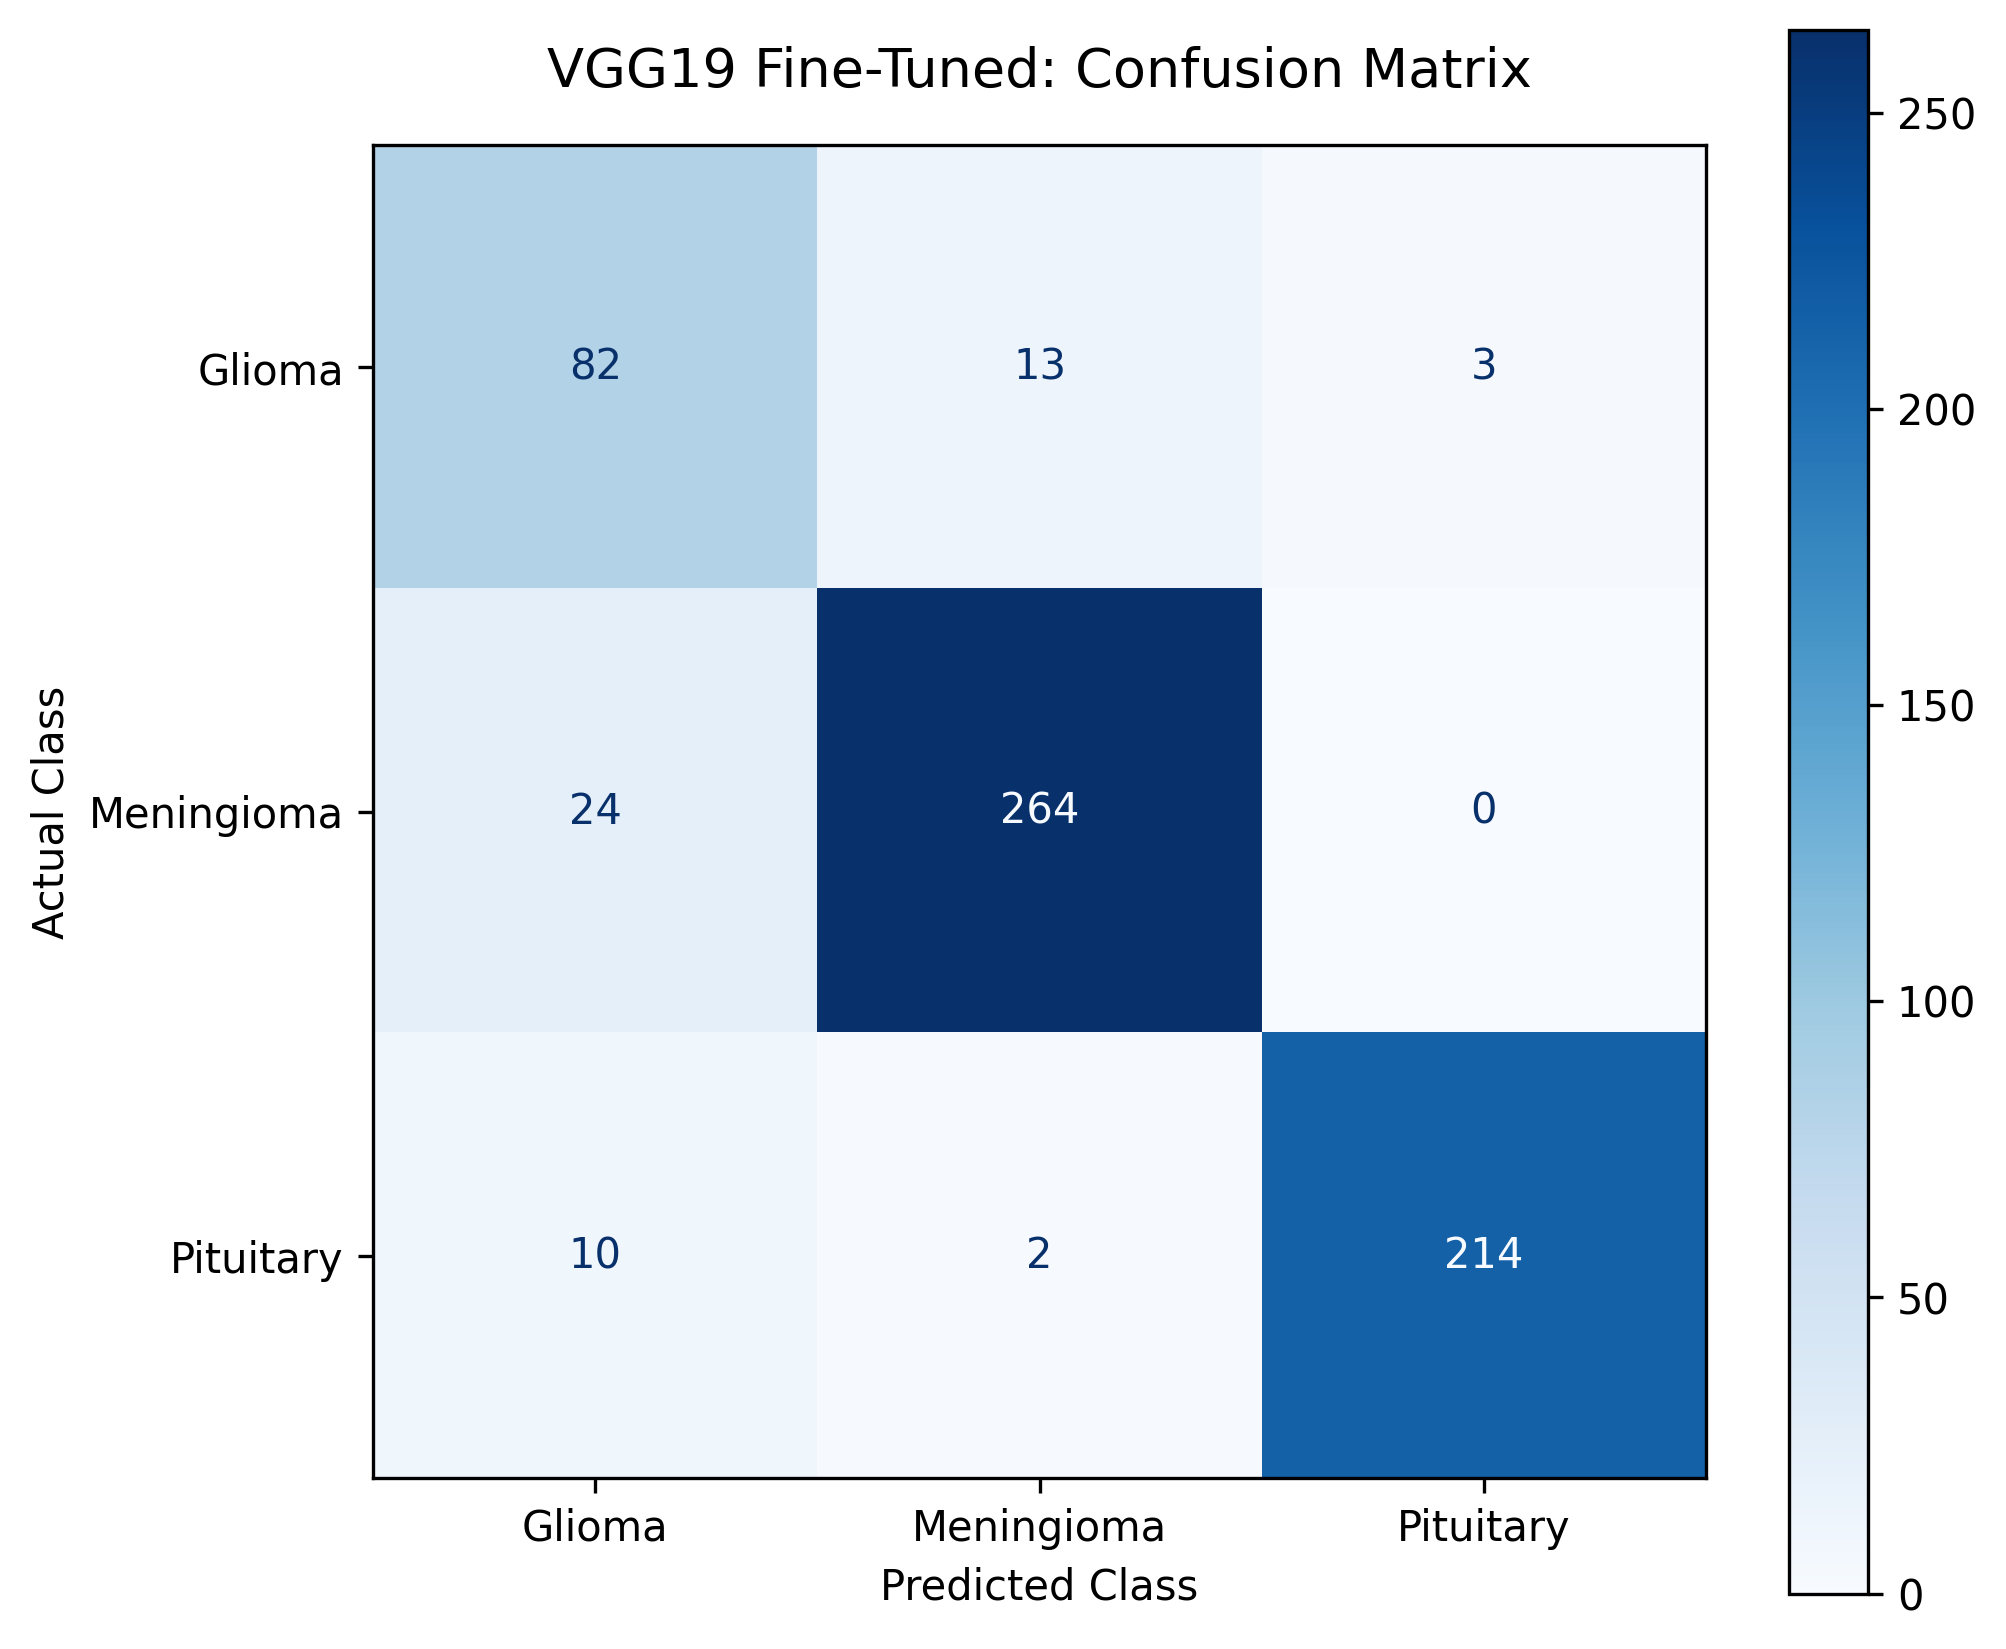 VGG19 Fine-Tuned: Confusion Matrix
Actual Class
Glioma 82 13 3
Meningioma 24 264 0
Pituitary 10 2 214
Glioma Meningioma Pituitary
Predicted Class
250
200
150
100
50
0